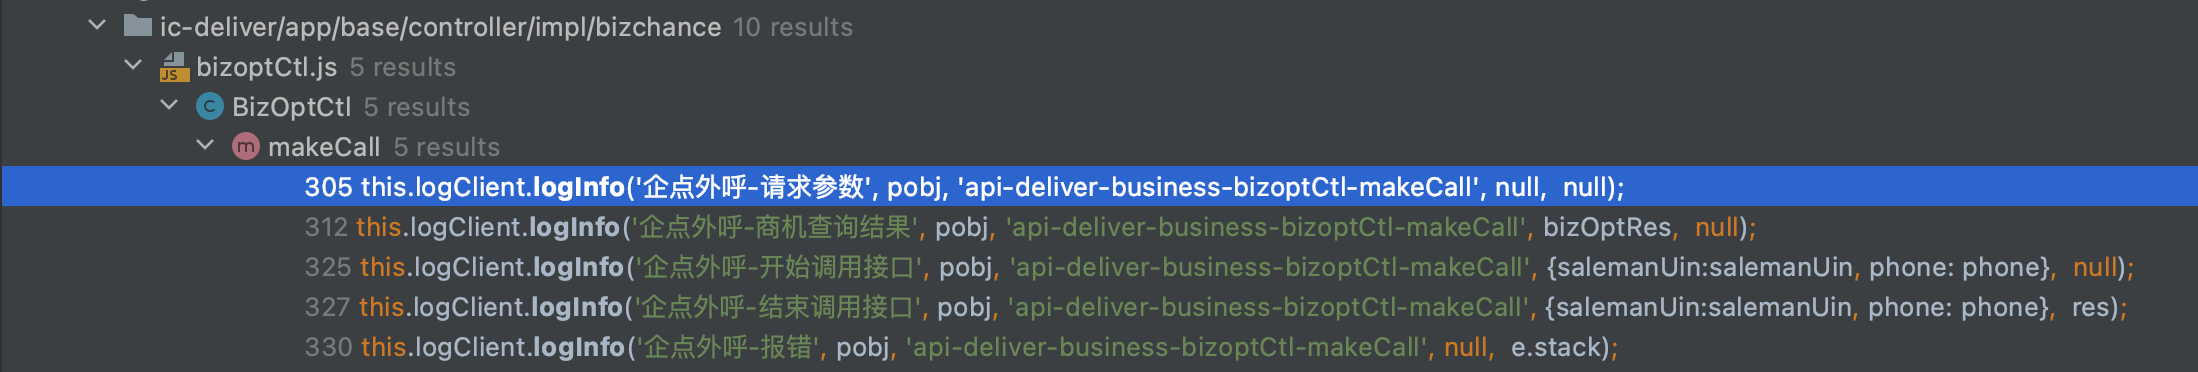 ic-deliver/app/base/controller/impl/bizchance 10 results
JS bizoptCtl.js 5 results
C BizOptCtl 5 results
m makeCall 5 results
305 this.logClient.logInfo('企点外呼-请求参数', pobj, 'api-deliver-business-bizoptCtl-makeCall', null, null);
312 this.logClient.logInfo('企点外呼-商机查询结果', pobj, 'api-deliver-business-bizoptCtl-makeCall', bizOptRes, null);
325 this.logClient.logInfo('企点外呼-开始调用接口', pobj, 'api-deliver-business-bizoptCtl-makeCall', {salemanUin:salemanUin, phone: phone}, null);
327 this.logClient.logInfo('企点外呼-结束调用接口', pobj, 'api-deliver-business-bizoptCtl-makeCall', {salemanUin:salemanUin, phone: phone}, res);
330 this.logClient.logInfo('企点外呼-报错', pobj, 'api-deliver-business-bizoptCtl-makeCall', null, e.stack);